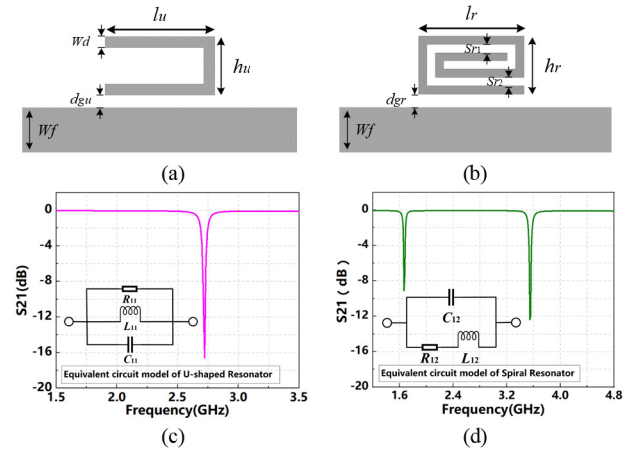 lu
Wd
hu
dgu
Wf
(a)
lr
Sr1
hr
Sr2
dgr
Wf
(b)
0
-4
-8
-12
-16
-20
S21(dB)
R11
L11
C11
Equivalent circuit model of U-shaped Resonator
1.5 2.0 2.5 3.0 3.5
Frequency(GHz)
(c)
0
-4
-8
-12
-16
-20
S21 ( dB )
C12
R12 L12
Equivalent circuit model of Spiral Resonator
1.2 2.4 3.6 4.8
Frequency(GHz)
(d)